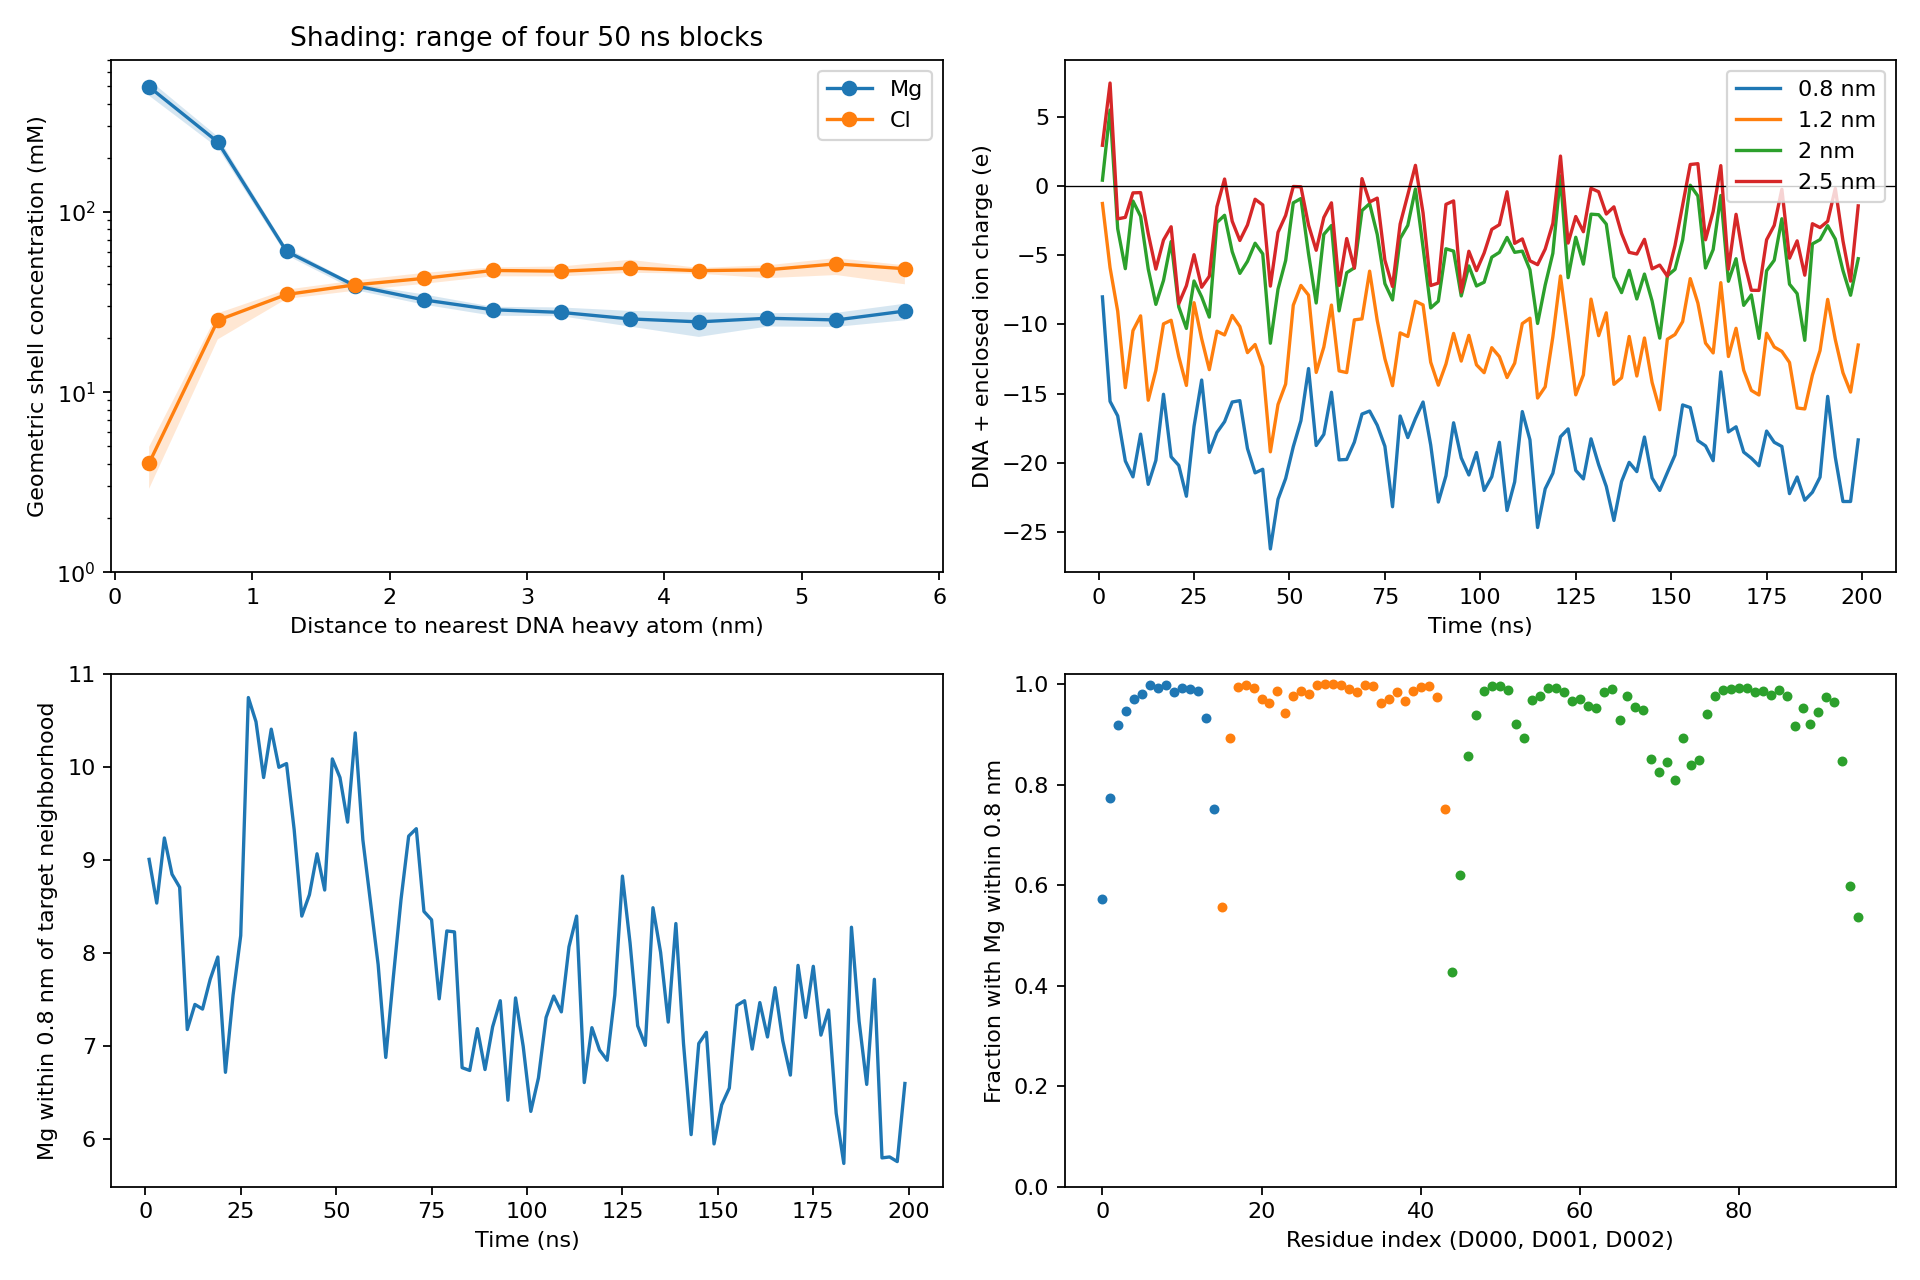 Shading: range of four 50 ns blocks
Geometric shell concentration (mM)
10²
10¹
10⁰
0 1 2 3 4 5 6
Distance to nearest DNA heavy atom (nm)
Mg
Cl
DNA + enclosed ion charge (e)
5
0
−5
−10
−15
−20
−25
0 25 50 75 100 125 150 175 200
Time (ns)
0.8 nm
1.2 nm
2 nm
2.5 nm
Mg within 0.8 nm of target neighborhood
11
10
9
8
7
6
0 25 50 75 100 125 150 175 200
Time (ns)
Fraction with Mg within 0.8 nm
1.0
0.8
0.6
0.4
0.2
0.0
0 20 40 60 80
Residue index (D000, D001, D002)